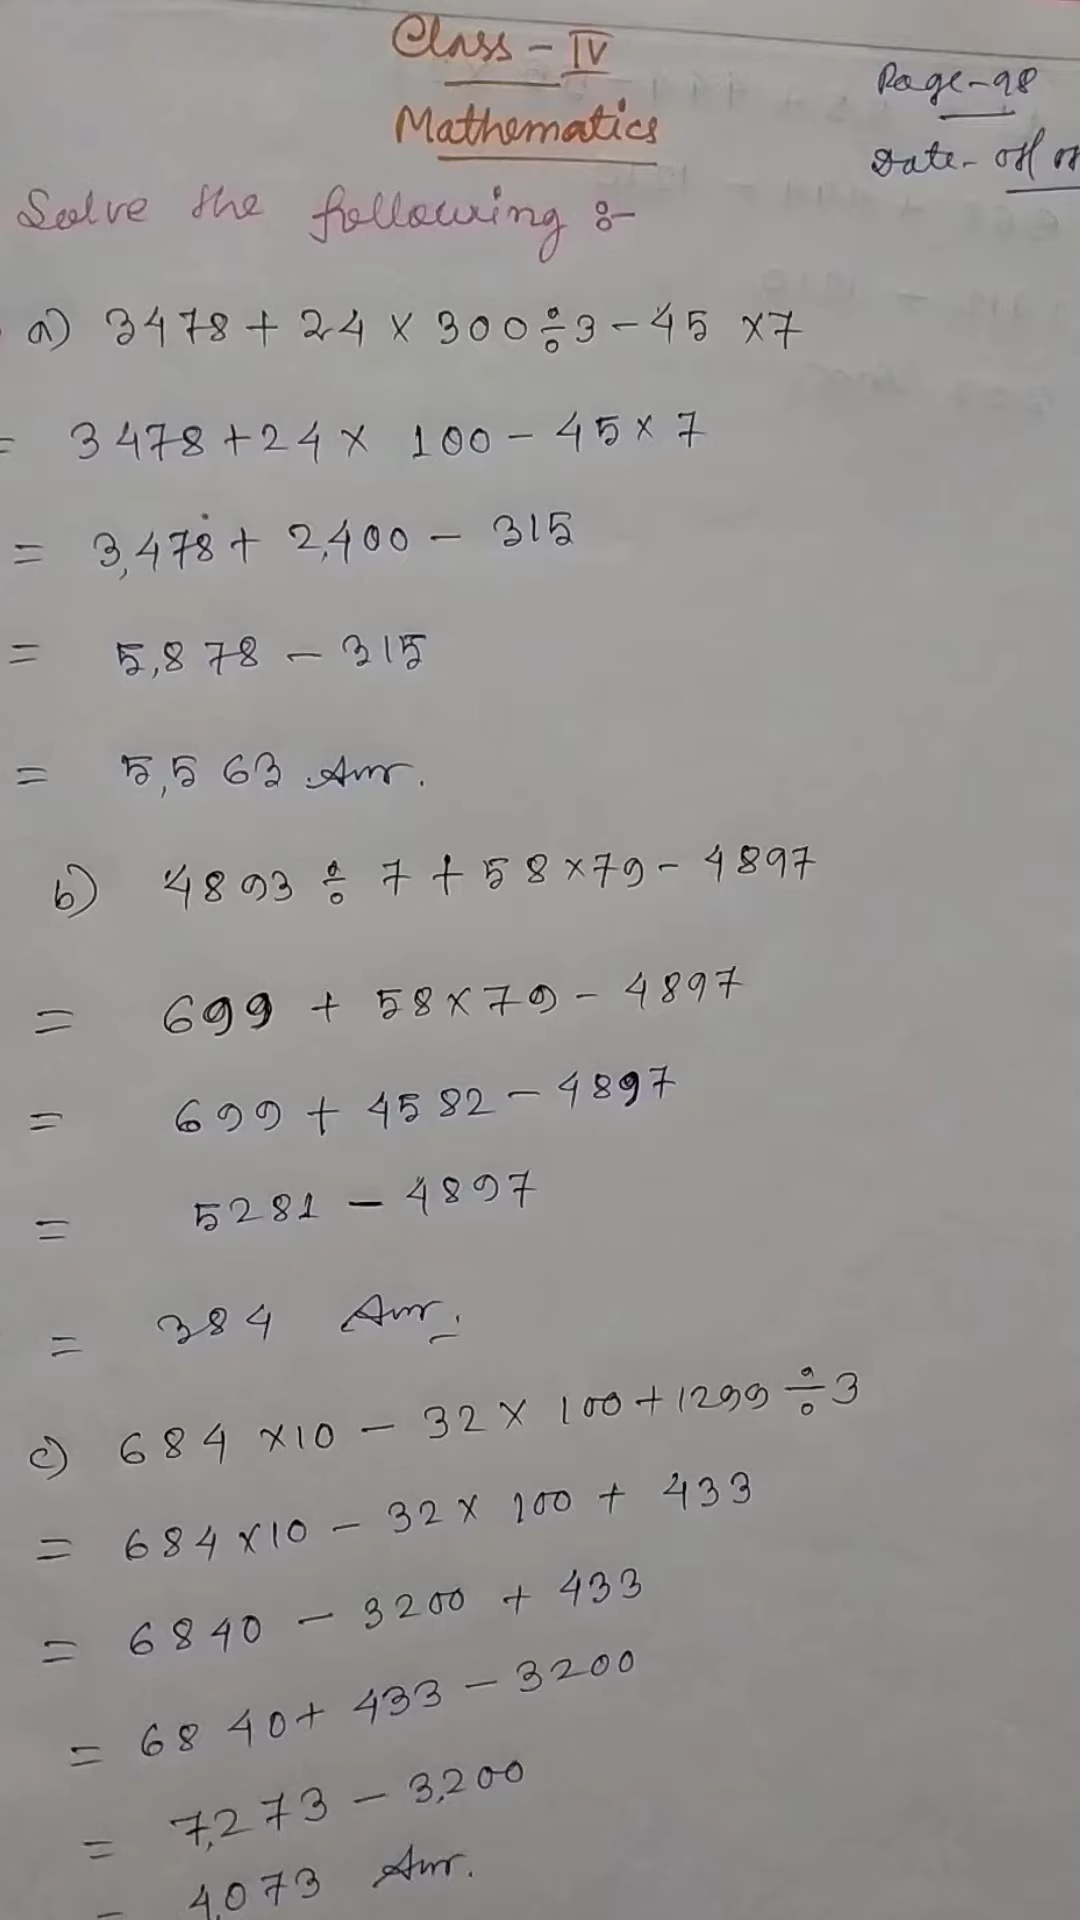 Class - IV
Mathematics
Page-98
Date-
Solve the following :-
a) 3478 + 24 × 300 ÷ 3 - 45 × 7
= 3478 + 24 × 100 - 45 × 7
= 3,478 + 2,400 - 315
= 5,878 - 315
= 5,563 Ans.
b) 4893 ÷ 7 + 58 × 79 - 4897
= 699 + 58 × 79 - 4897
= 699 + 4582 - 4897
= 5281 - 4897
= 384 Ans.
c) 684 × 10 - 32 × 100 + 1299 ÷ 3
= 684 × 10 - 32 × 100 + 433
= 6840 - 3200 + 433
= 6840 + 433 - 3200
= 7,273 - 3,200
= 4,073 Ans.